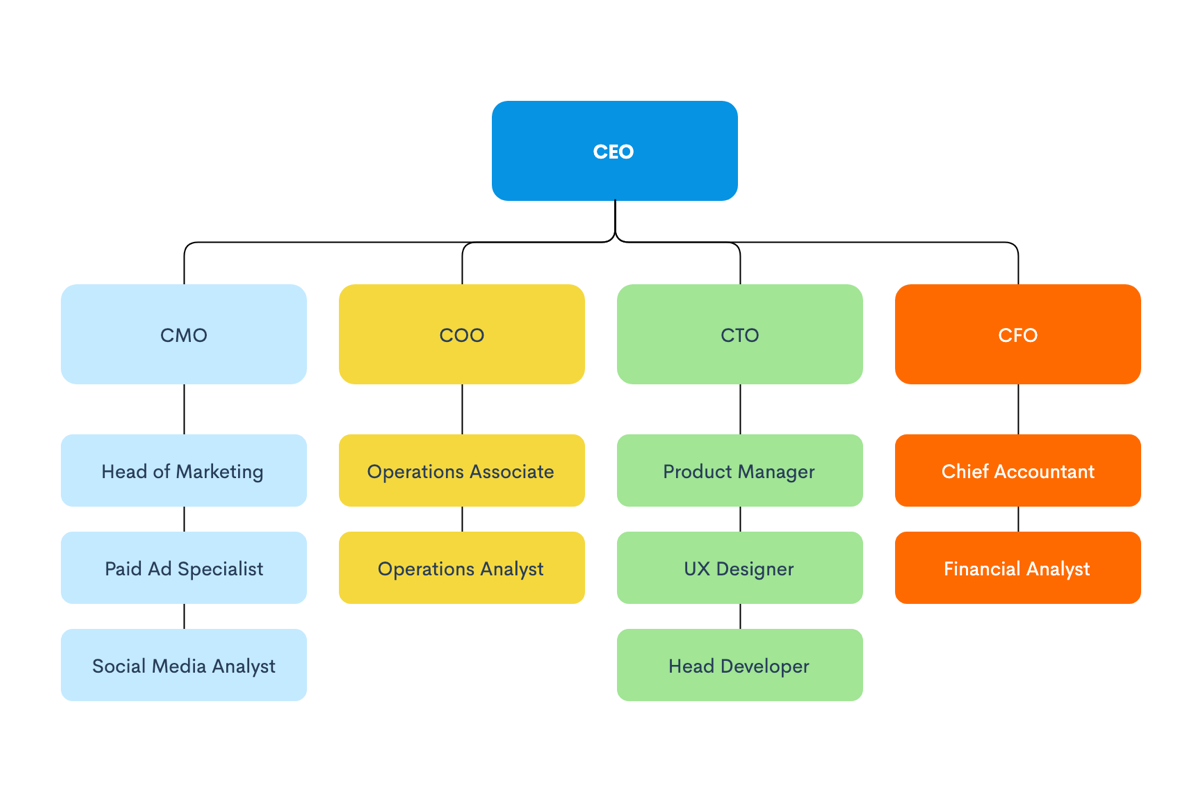 CEO
CMO
COO
CTO
CFO
Head of Marketing
Operations Associate
Product Manager
Chief Accountant
Paid Ad Specialist
Operations Analyst
UX Designer
Financial Analyst
Social Media Analyst
Head Developer